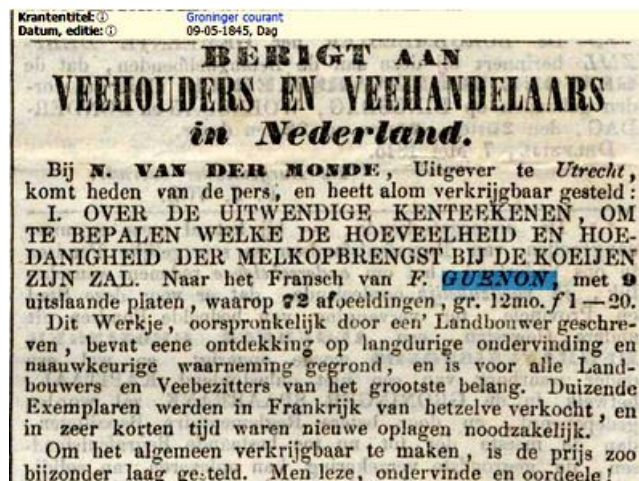 Krantentitel: Groninger courant
Datum, editie: 09-05-1845, Dag
BERIGT AAN
VEEHOUDERS EN VEEHANDELAARS
in Nederland.
Bij N. VAN DER MONDE, Uitgever te Utrecht,
komt heden van de pers, en heeft alom verkrijgbaar gesteld:
I. OVER DE UITWENDIGE KENTEEKENEN, OM
TE BEPALEN WELKE DE HOEVEELHEID EN HOE-
DANIGHEID DER MELKOPBRENGST BIJ DE KOEIJEN
ZIJN ZAL. Naar het Fransch van F. GUENON, met 9
uitslaande platen, waarop 72 afbeeldingen, gr. 12mo. f 1—20.
Dit Werkje, oorspronkelijk door een' Landbouwer geschre-
ven, bevat eene ontdekking op langdurige ondervinding en
naauwkeurige waarneming gegrond, en is voor alle Land-
bouwers en Veebezitters van het grootste belang. Duizende
Exemplaren werden in Frankrijk van hetzelve verkocht, en
in zeer korten tijd waren nieuwe oplagen noodzakelijk.
Om het algemeen verkrijgbaar te maken, is de prijs zoo
bijzonder laag gesteld. Men leze, ondervinde en oordeele!